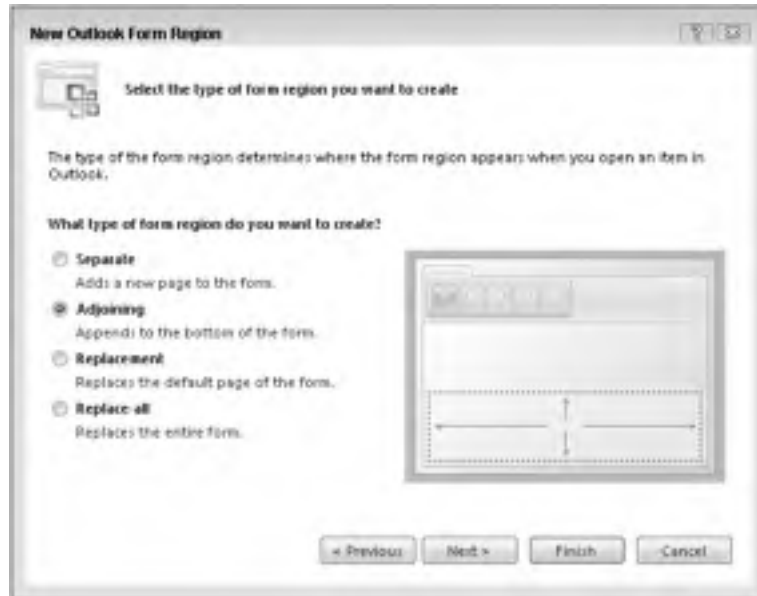 New Outlook Form Region
Select the type of form region you want to create
The type of the form region determines where the form region appears when you open an item in
Outlook.
What type of form region do you want to create?
Separate
Adds a new page to the form.
Adjoining
Appends to the bottom of the form.
Replacement
Replaces the default page of the form.
Replace all
Replaces the entire form.
< Previous
Next >
Finish
Cancel